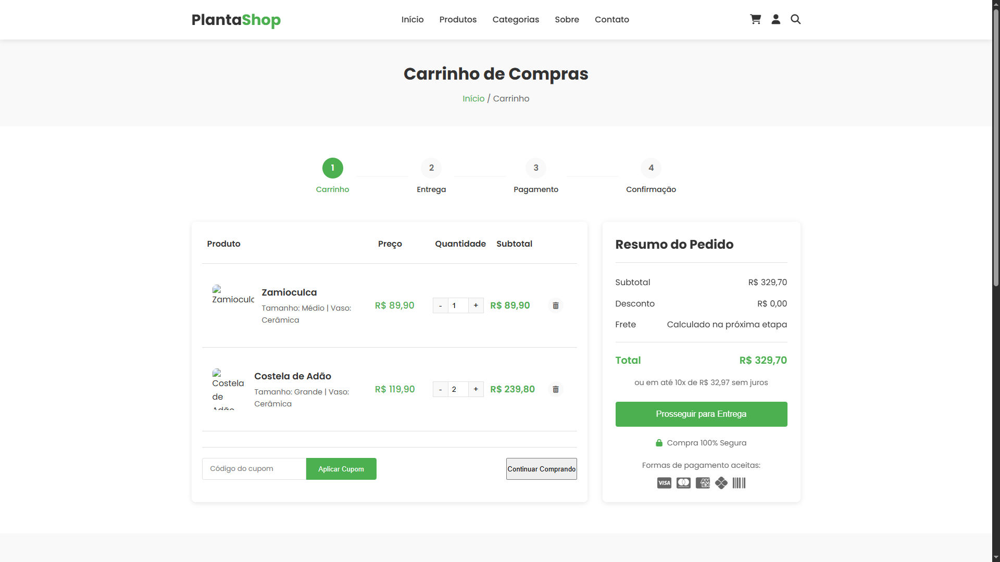 PlantaShop
Início
Produtos
Categorias
Sobre
Contato
Carrinho de Compras
Início / Carrinho
1
2
3
4
Carrinho
Entrega
Pagamento
Confirmação
Produto
Preço
Quantidade
Subtotal
Zamioculc
Zamioculca
Tamanho: Médio | Vaso:
Cerâmica
R$ 89,90
-
1
+
R$ 89,90
Costela
de
Adão
Costela de Adão
Tamanho: Grande | Vaso:
Cerâmica
R$ 119,90
-
2
+
R$ 239,80
Código do cupom
Aplicar Cupom
Continuar Comprando
Resumo do Pedido
Subtotal
R$ 329,70
Desconto
R$ 0,00
Frete
Calculado na próxima etapa
Total
R$ 329,70
ou em até 10x de R$ 32,97 sem juros
Prosseguir para Entrega
Compra 100% Segura
Formas de pagamento aceitas:
VISA
AM
EX